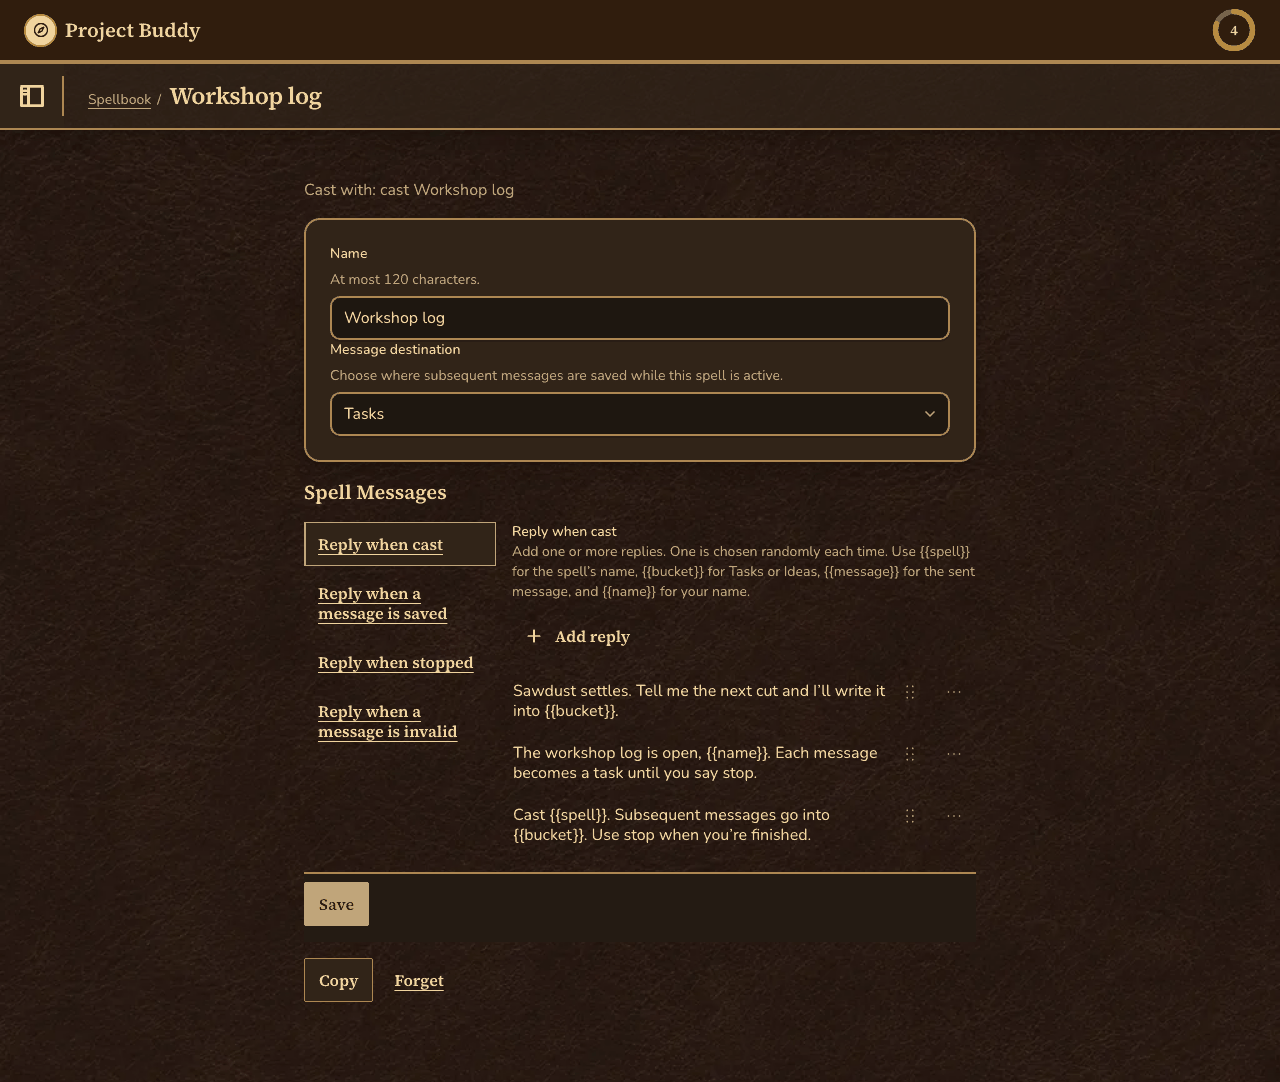 Project Buddy
4
Spellbook / Workshop log
Cast with: cast Workshop log
Name
At most 120 characters.
Workshop log
Message destination
Choose where subsequent messages are saved while this spell is active.
Tasks
Spell Messages
Reply when cast
Reply when a
message is saved
Reply when stopped
Reply when a
message is invalid
Reply when cast
Add one or more replies. One is chosen randomly each time. Use {{spell}}
for the spell’s name, {{bucket}} for Tasks or Ideas, {{message}} for the sent
message, and {{name}} for your name.
Add reply
Sawdust settles. Tell me the next cut and I’ll write it
into {{bucket}}.
The workshop log is open, {{name}}. Each message
becomes a task until you say stop.
Cast {{spell}}. Subsequent messages go into
{{bucket}}. Use stop when you’re finished.
Save
Copy
Forget